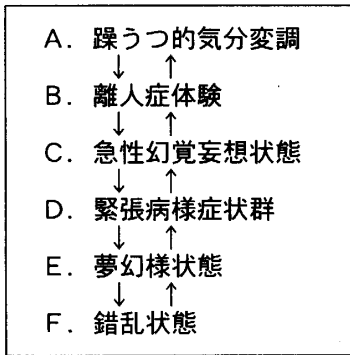 A. 躁うつ的気分変調
↓ ↑
B. 離人症体験
↓ ↑
C. 急性幻覚妄想状態
↓ ↑
D. 緊張病様症状群
↓ ↑
E. 夢幻様状態
↓ ↑
F. 錯乱状態